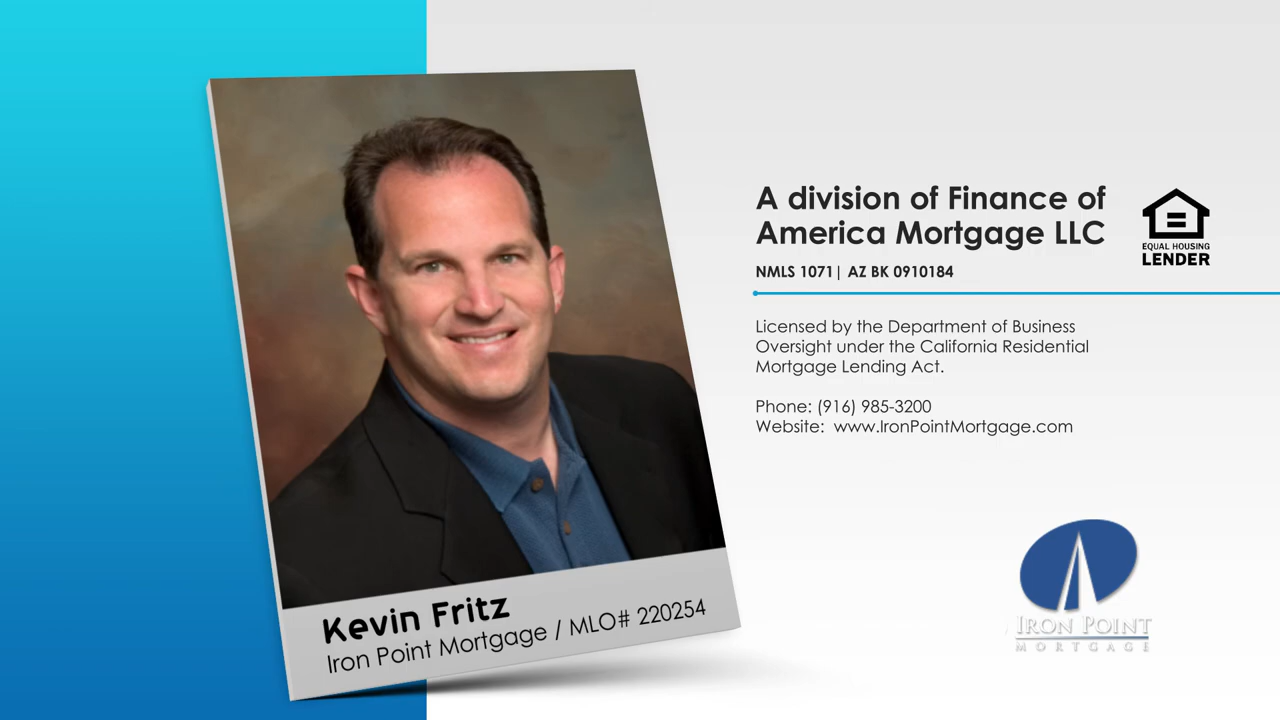 Kevin Fritz
Iron Point Mortgage / MLO# 220254
A division of Finance of
America Mortgage LLC
NMLS 1071| AZ BK 0910184
EQUAL HOUSING
LENDER
Licensed by the Department of Business
Oversight under the California Residential
Mortgage Lending Act.
Phone: (916) 985-3200
Website: www.IronPointMortgage.com
IRON POINT
MORTGAGE